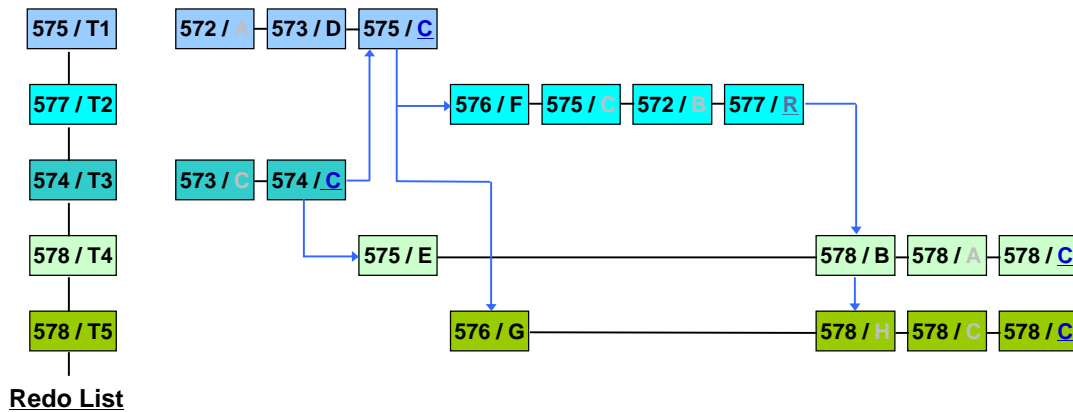 575 / T1 572 / A 573 / D 575 / C
577 / T2 576 / F 575 / C 572 / B 577 / R
574 / T3 573 / C 574 / C
578 / T4 575 / E 578 / B 578 / A 578 / C
578 / T5 576 / G 578 / H 578 / C 578 / C
Redo List